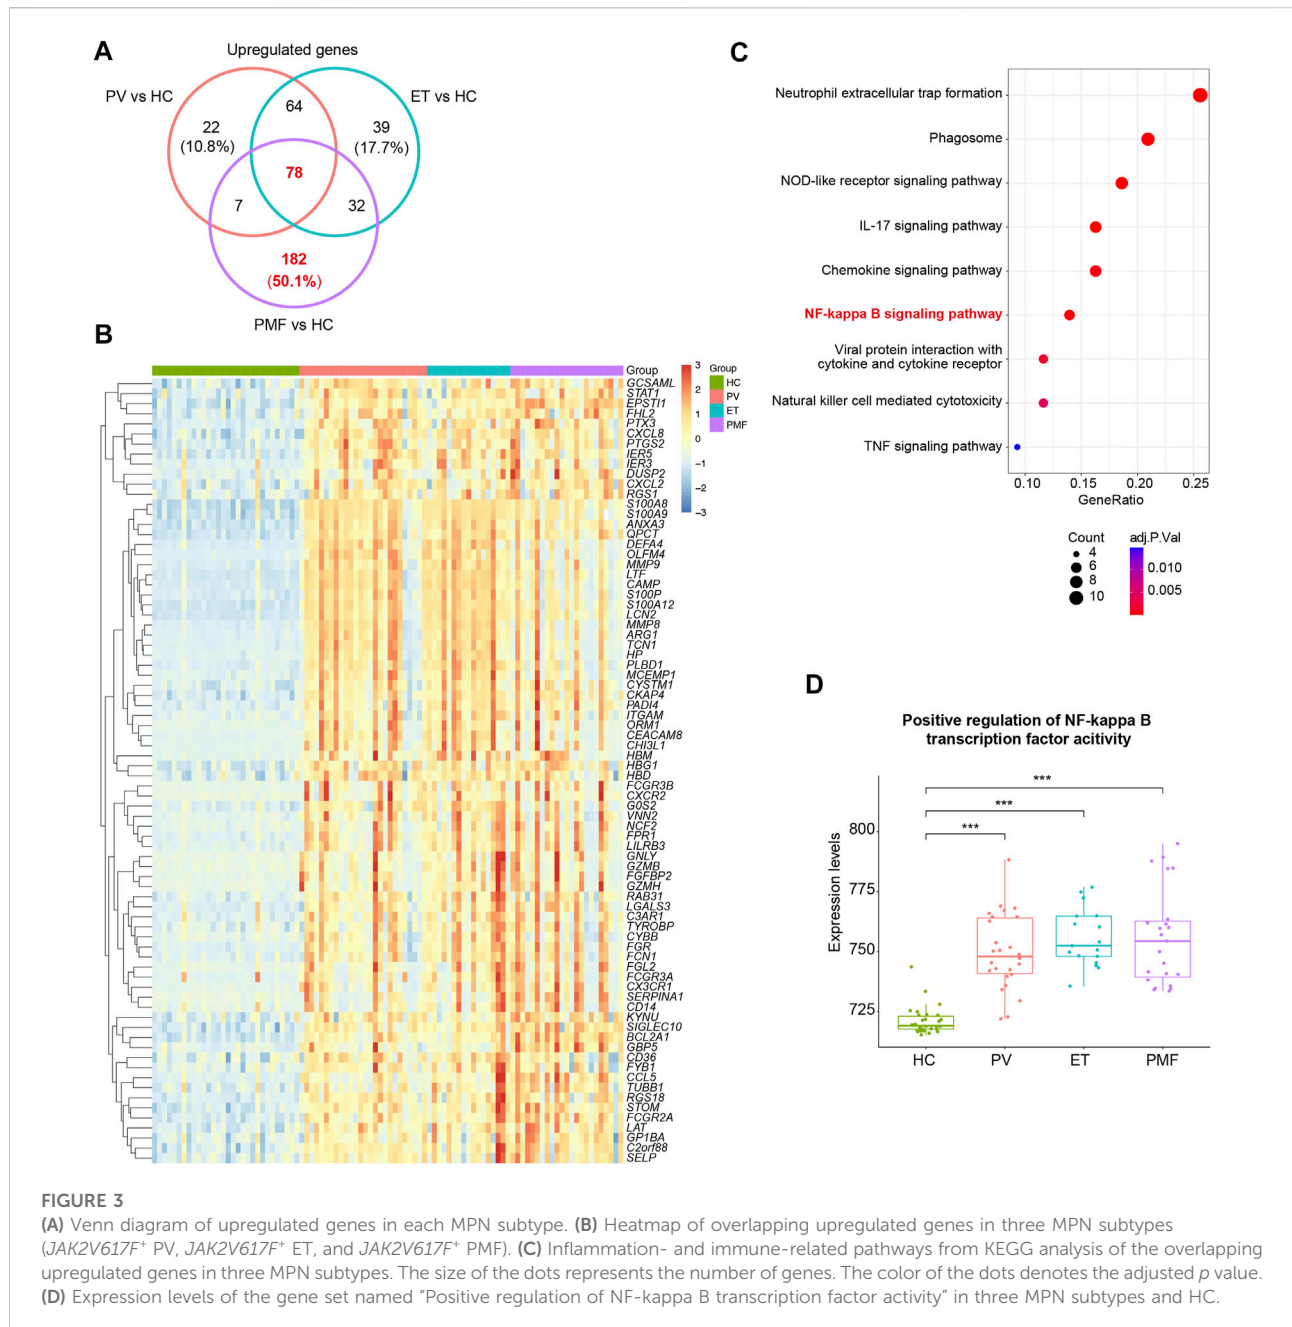 A
Upregulated genes
PV vs HC
ET vs HC
64
22
(10.8%)
39
(17.7%)
78
7
32
182
(50.1%)
PMF vs HC
B
Group
GCSAML
STAT1
EPSTI1
FHL2
PTX3
CXCL8
PTGS2
IER5
IER3
DUSP2
CXCL2
RGS1
S100A8
S100A9
ANXA3
QPCT
DEFA4
OLFM4
MMP9
LTF
CAMP
S100P
S100A12
LCN2
MMP8
ARG1
TCN1
HP
PLBD1
MCEMP1
CYSTM1
CKAP4
PADI4
ITGAM
ORM1
CEACAM8
CHI3L1
HBM
HBG1
HBD
FCGR3B
CXCR2
G0S2
VNN2
NCF2
FPR1
LILRB3
GNLY
GZMB
FGFBP2
GZMH
RAB31
LGALS3
C3AR1
TYROBP
CYBB
FGR
FCN1
FGL2
FCGR3A
CX3CR1
SERPINA1
CD14
KYNU
SIGLEC10
BCL2A1
GBP5
CD36
FYB1
CCL5
TUBB1
RGS18
STOM
FCGR2A
LAT
GP1BA
C2orf88
SELP
3
2
1
0
−1
−2
−3
Group
HC
PV
ET
PMF
C
Neutrophil extracellular trap formation
Phagosome
NOD-like receptor signaling pathway
IL-17 signaling pathway
Chemokine signaling pathway
NF-kappa B signaling pathway
Viral protein interaction with
cytokine and cytokine receptor
Natural killer cell mediated cytotoxicity
TNF signaling pathway
0.10 0.15 0.20 0.25
GeneRatio
Count
4
6
8
10
adj.P.Val
0.010
0.005
D
Positive regulation of NF-kappa B
transcription factor acitivity
***
***
***
Expression levels
800
775
750
725
HC PV ET PMF
FIGURE 3
(A) Venn diagram of upregulated genes in each MPN subtype. (B) Heatmap of overlapping upregulated genes in three MPN subtypes
(JAK2V617F⁺ PV, JAK2V617F⁺ ET, and JAK2V617F⁺ PMF). (C) Inflammation- and immune-related pathways from KEGG analysis of the overlapping
upregulated genes in three MPN subtypes. The size of the dots represents the number of genes. The color of the dots denotes the adjusted p value.
(D) Expression levels of the gene set named “Positive regulation of NF-kappa B transcription factor activity” in three MPN subtypes and HC.